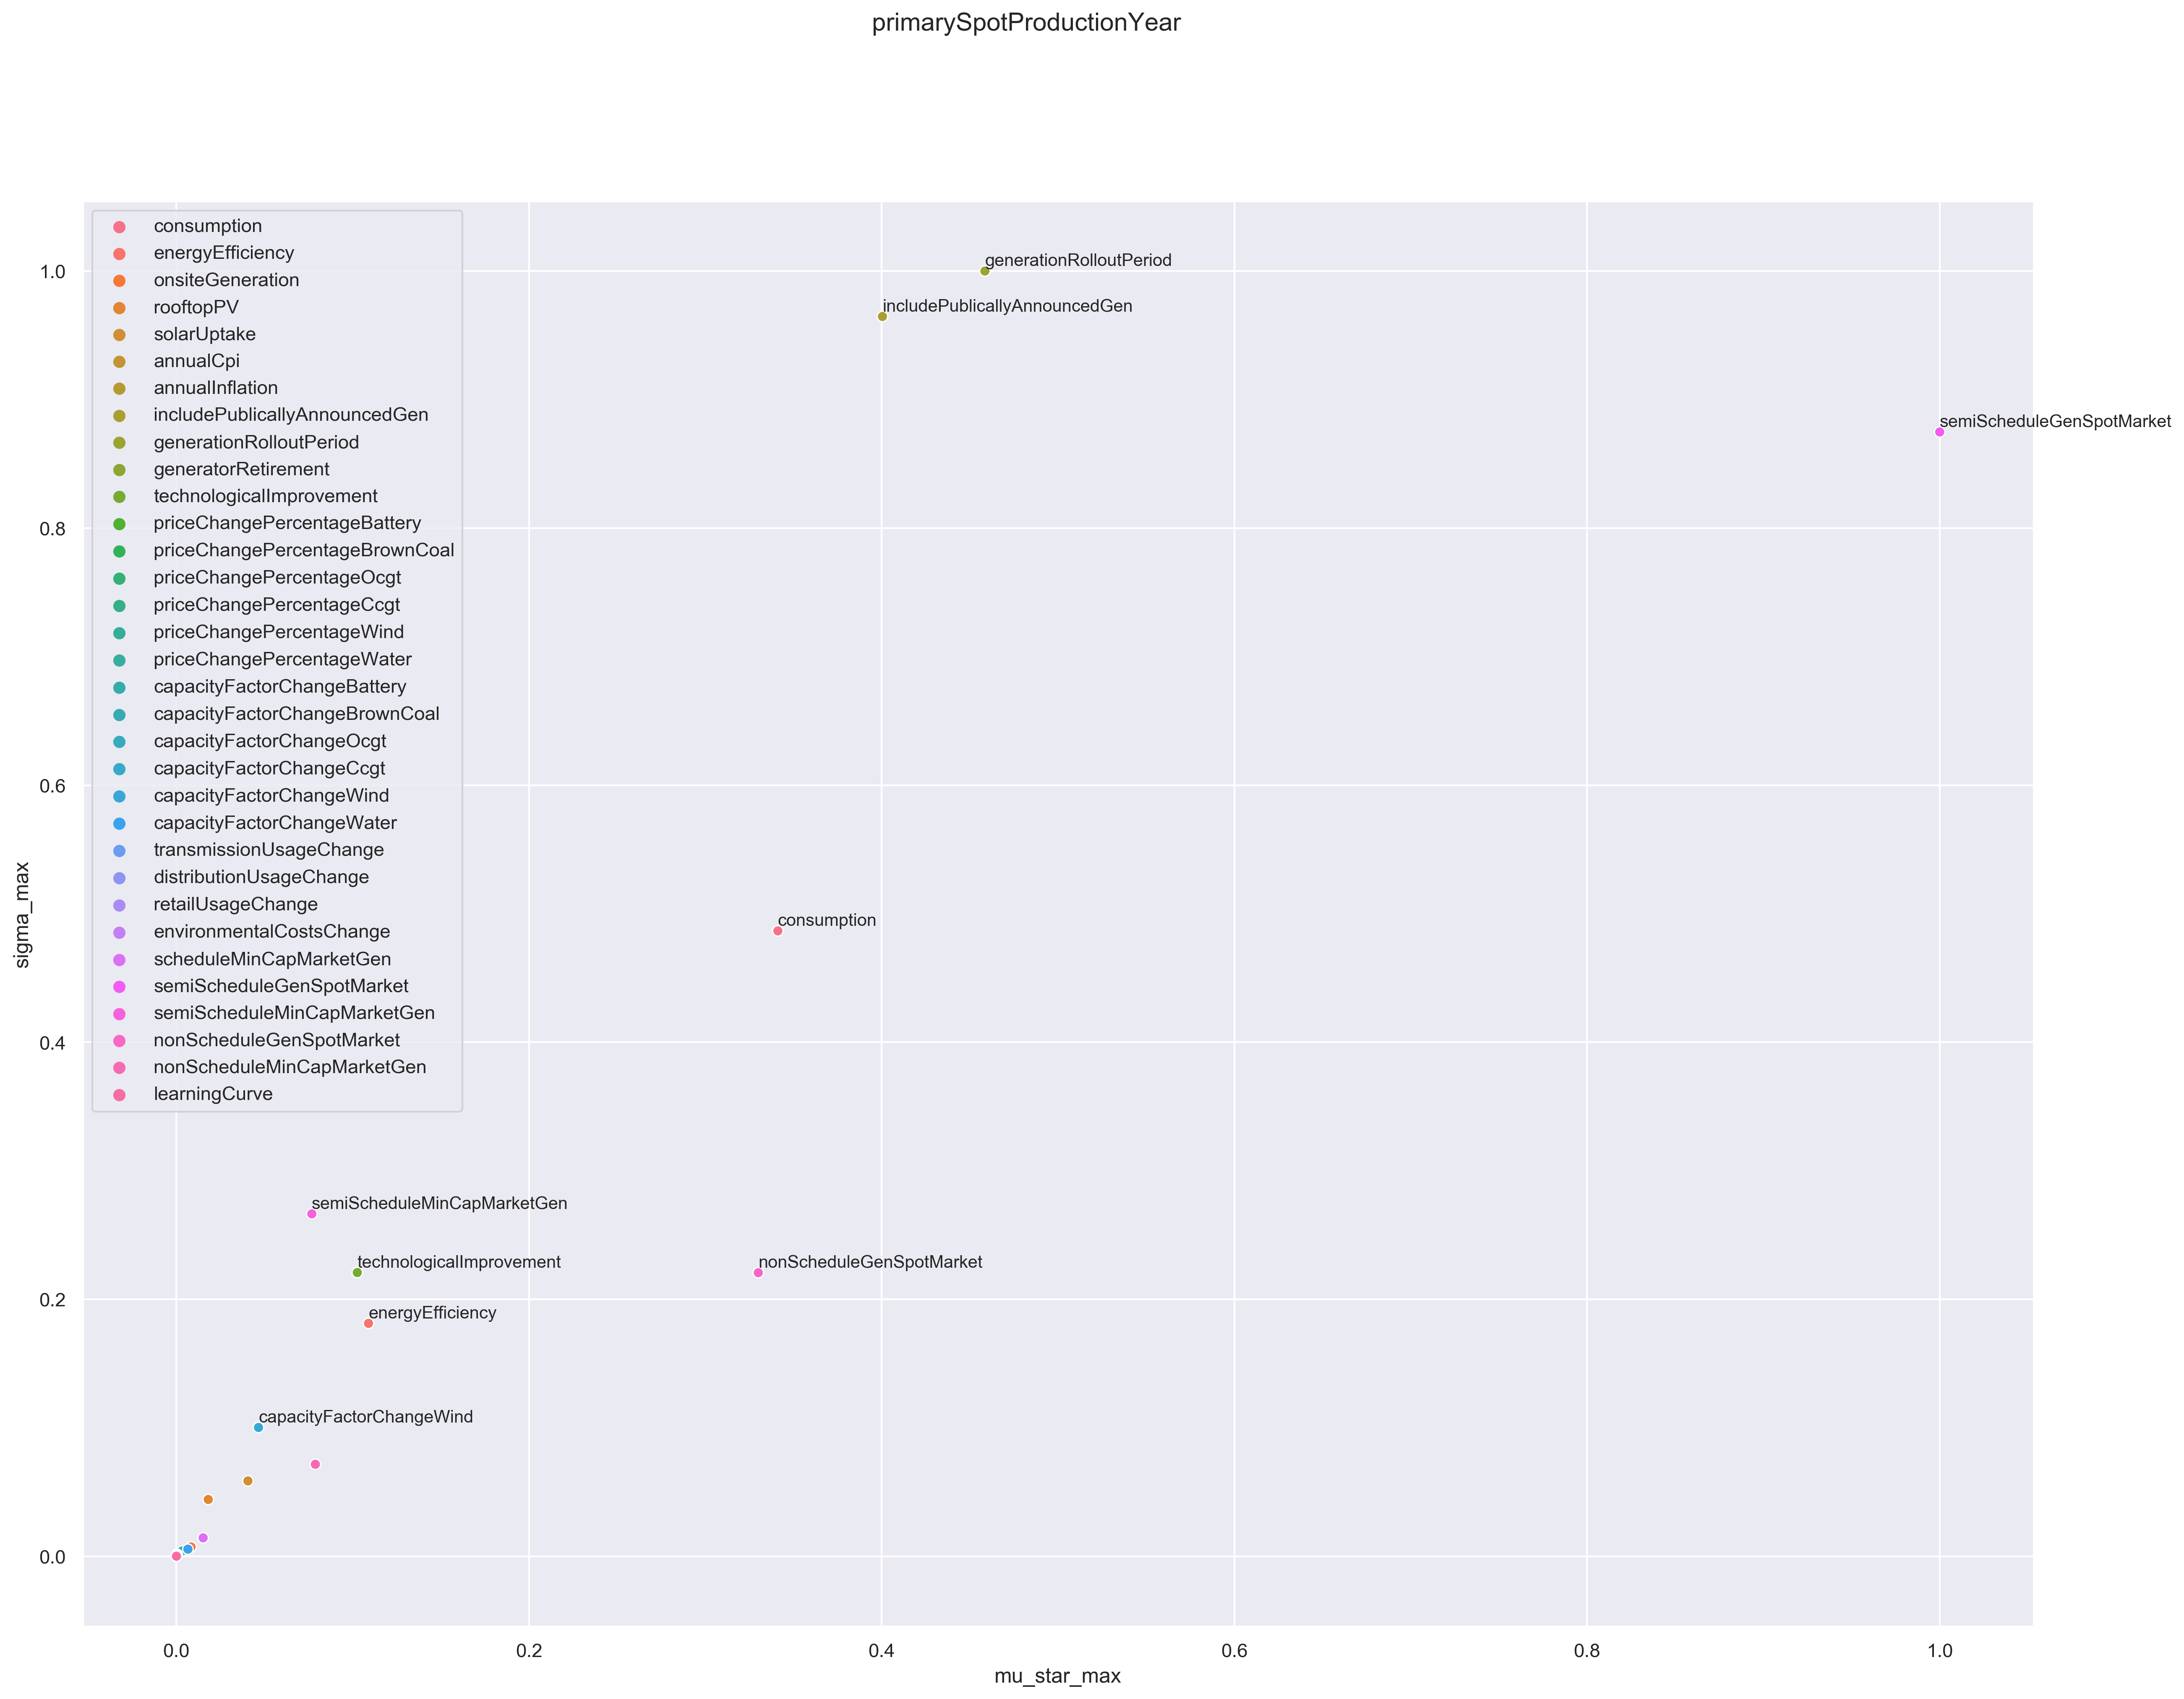 primarySpotProductionYear
consumption
energyEfficiency
onsiteGeneration
rooftopPV
solarUptake
annualCpi
annualInflation
includePublicallyAnnouncedGen
generationRolloutPeriod
generatorRetirement
technologicalImprovement
priceChangePercentageBattery
priceChangePercentageBrownCoal
priceChangePercentageOcgt
priceChangePercentageCcgt
priceChangePercentageWind
priceChangePercentageWater
capacityFactorChangeBattery
capacityFactorChangeBrownCoal
capacityFactorChangeOcgt
capacityFactorChangeCcgt
capacityFactorChangeWind
capacityFactorChangeWater
transmissionUsageChange
distributionUsageChange
retailUsageChange
environmentalCostsChange
scheduleMinCapMarketGen
semiScheduleGenSpotMarket
semiScheduleMinCapMarketGen
nonScheduleGenSpotMarket
nonScheduleMinCapMarketGen
learningCurve
generationRolloutPeriod
includePublicallyAnnouncedGen
semiScheduleGenSpotMarket
consumption
semiScheduleMinCapMarketGen
technologicalImprovement
nonScheduleGenSpotMarket
energyEfficiency
capacityFactorChangeWind
1.0
0.8
0.6
0.4
0.2
0.0
sigma_max
0.0
0.2
0.4
0.6
0.8
1.0
mu_star_max